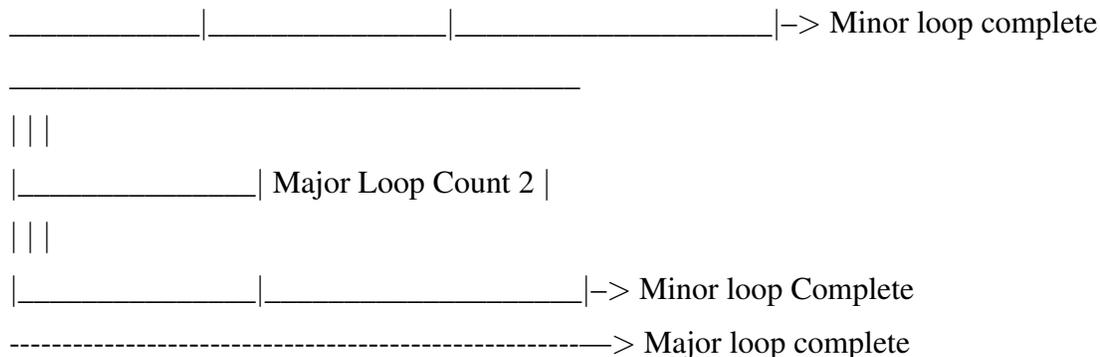 ____________|_______________|____________________|–> Minor loop complete
____________________________________
| | |
|_______________| Major Loop Count 2 |
| | |
|_______________|____________________|–> Minor loop Complete
------------------------------------------------------—> Major loop complete